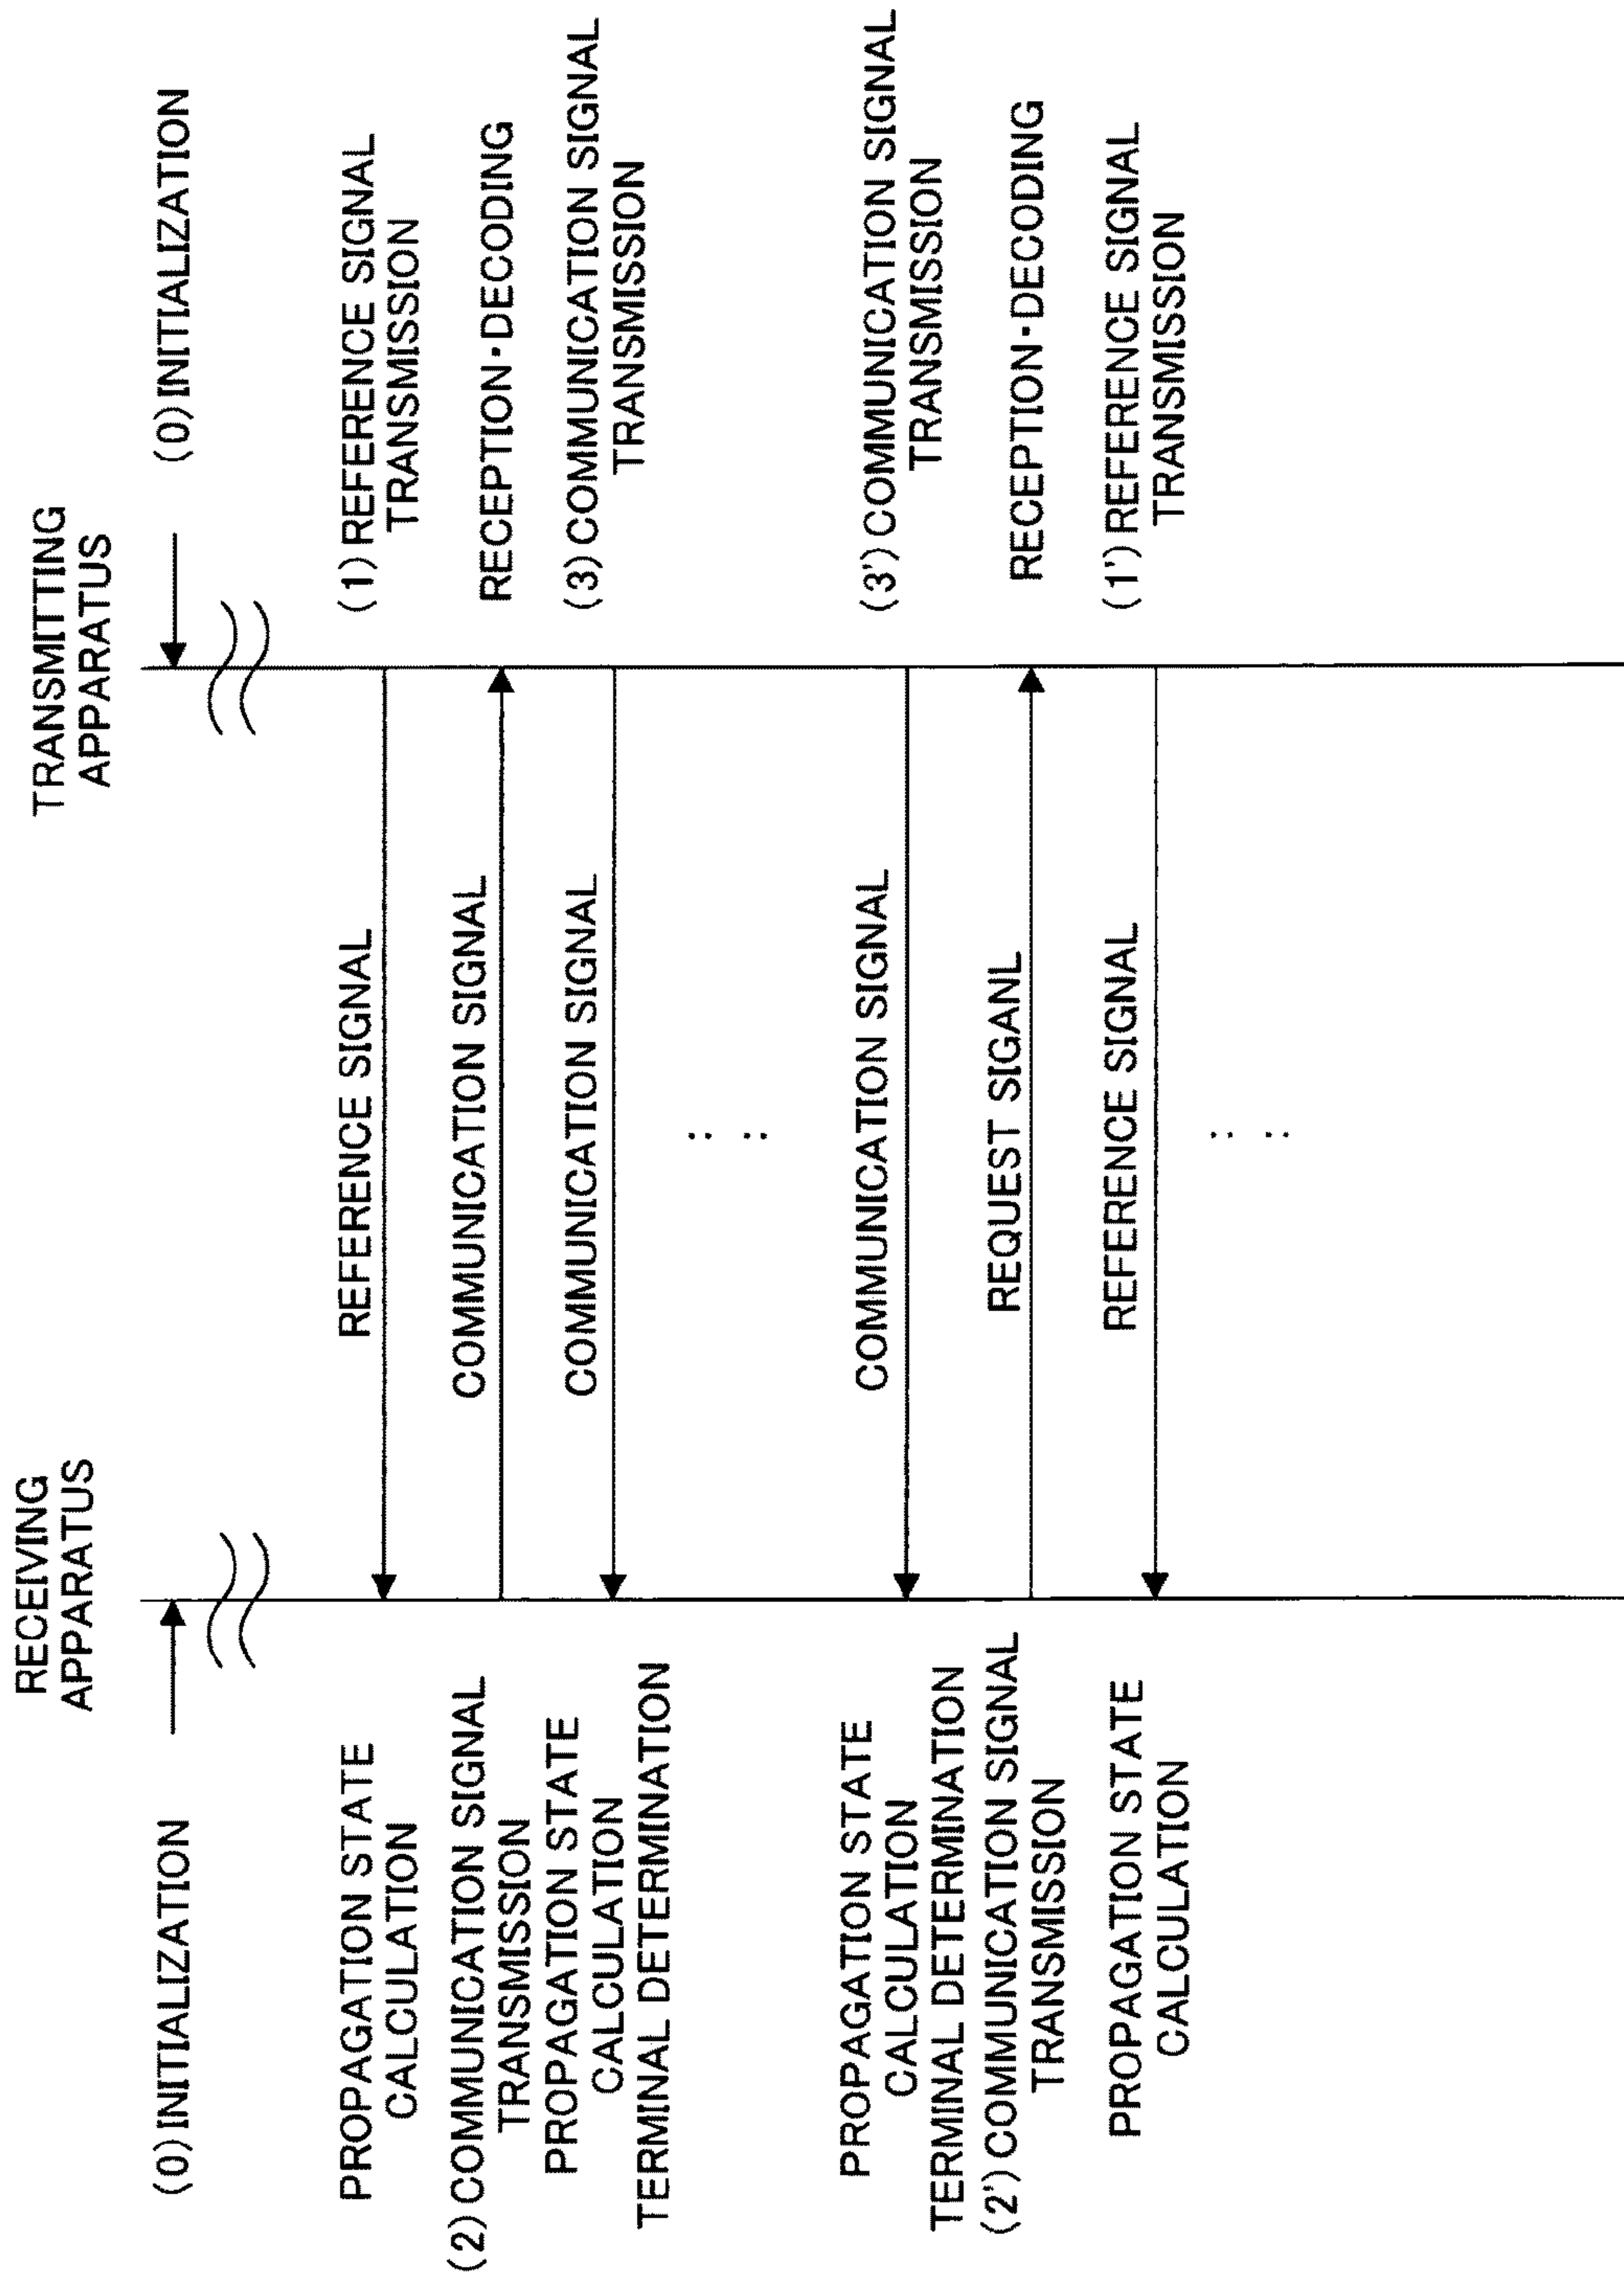 RECEIVING
APPARATUS
TRANSMITTING
APPARATUS
(0) INITIALIZATION
(0) INITIALIZATION
PROPAGATION STATE
CALCULATION
REFERENCE SIGNAL
(1) REFERENCE SIGNAL
TRANSMISSION
(2) COMMUNICATION SIGNAL
TRANSMISSION
COMMUNICATION SIGNAL
RECEPTION・DECODING
PROPAGATION STATE
CALCULATION
TERMINAL DETERMINATION
COMMUNICATION SIGNAL
(3) COMMUNICATION SIGNAL
TRANSMISSION
PROPAGATION STATE
CALCULATION
TERMINAL DETERMINATION
COMMUNICATION SIGNAL
(3') COMMUNICATION SIGNAL
TRANSMISSION
(2') COMMUNICATION SIGNAL
TRANSMISSION
REQUEST SIGANL
RECEPTION・DECODING
PROPAGATION STATE
CALCULATION
REFERENCE SIGNAL
(1') REFERENCE SIGNAL
TRANSMISSION